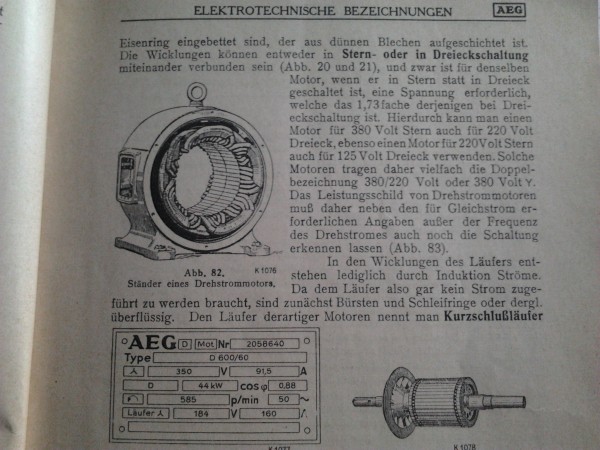 ELEKTROTECHNISCHE BEZEICHNUNGEN AEG
Eisenring eingebettet sind, der aus dünnen Blechen aufgeschichtet ist.
Die Wicklungen können entweder in Stern- oder in Dreieckschaltung
miteinander verbunden sein (Abb. 20 und 21), und zwar ist für denselben
Motor, wenn er in Stern statt in Dreieck
geschaltet ist, eine Spannung erforderlich,
welche das 1,73fache derjenigen bei Drei-
eckschaltung ist. Hierdurch kann man einen
Motor für 380 Volt Stern auch für 220 Volt
Dreieck, ebenso einen Motor für 220 Volt Stern
auch für 125 Volt Dreieck verwenden. Solche
Motoren tragen daher vielfach die Doppel-
bezeichnung 380/220 Volt oder 380 Volt Y.
Das Leistungsschild von Drehstrommotoren
muß daher neben den für Gleichstrom er-
forderlichen Angaben außer der Frequenz
des Drehstromes auch noch die Schaltung
erkennen lassen (Abb. 83).
Abb. 82. K 1076
Ständer eines Drehstrommotors.
In den Wicklungen des Läufers ent-
stehen lediglich durch Induktion Ströme.
Da dem Läufer also gar kein Strom zuge-
führt zu werden braucht, sind zunächst Bürsten und Schleifringe oder dergl.
überflüssig. Den Läufer derartiger Motoren nennt man Kurzschlußläufer
AEG D Mot Nr 2058640
Type D 600/60
⅄ 350 V 91,5 A
D 44 kW cos φ 0,88
585 p/min 50 ~
Läufer ⅄ 184 V 160 A
K 1077
K 1078